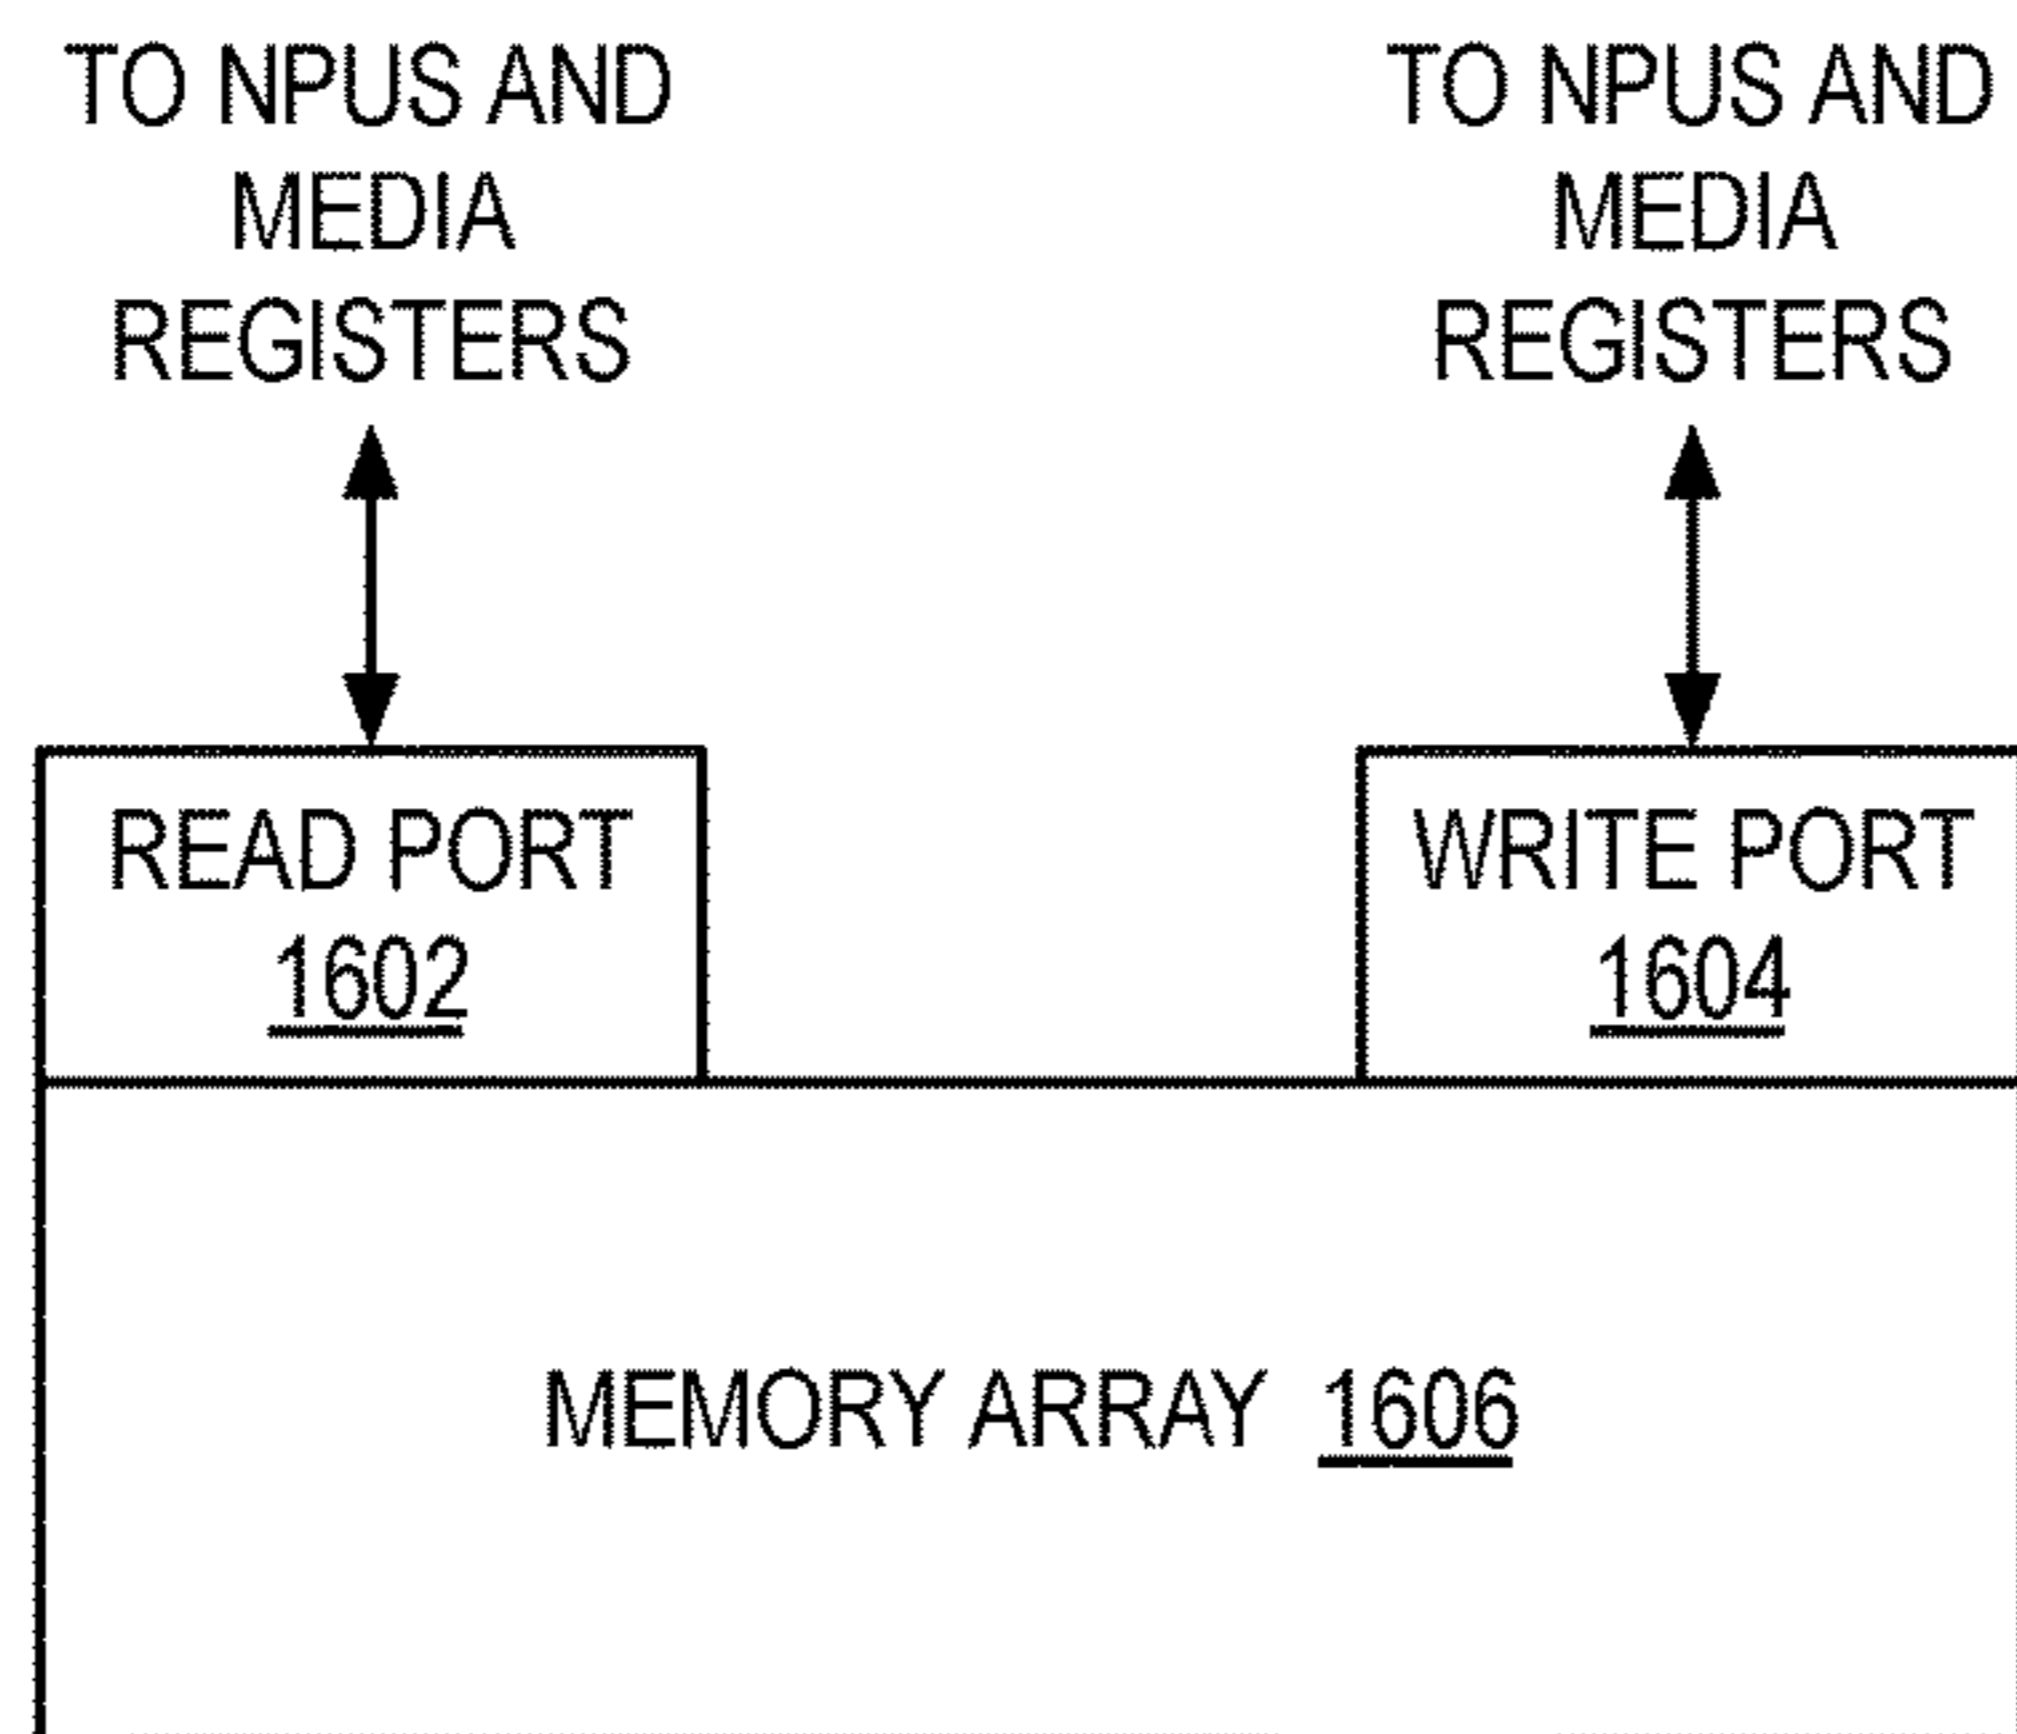 TO NPUS AND
MEDIA
REGISTERS
TO NPUS AND
MEDIA
REGISTERS
READ PORT
1602
WRITE PORT
1604
MEMORY ARRAY 1606